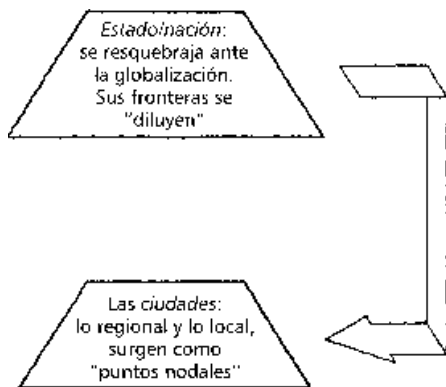 Estado/nación:
se resquebraja ante
la globalización.
Sus fronteras se
"diluyen"
Las ciudades:
lo regional y lo local,
surgen como
"puntos nodales"